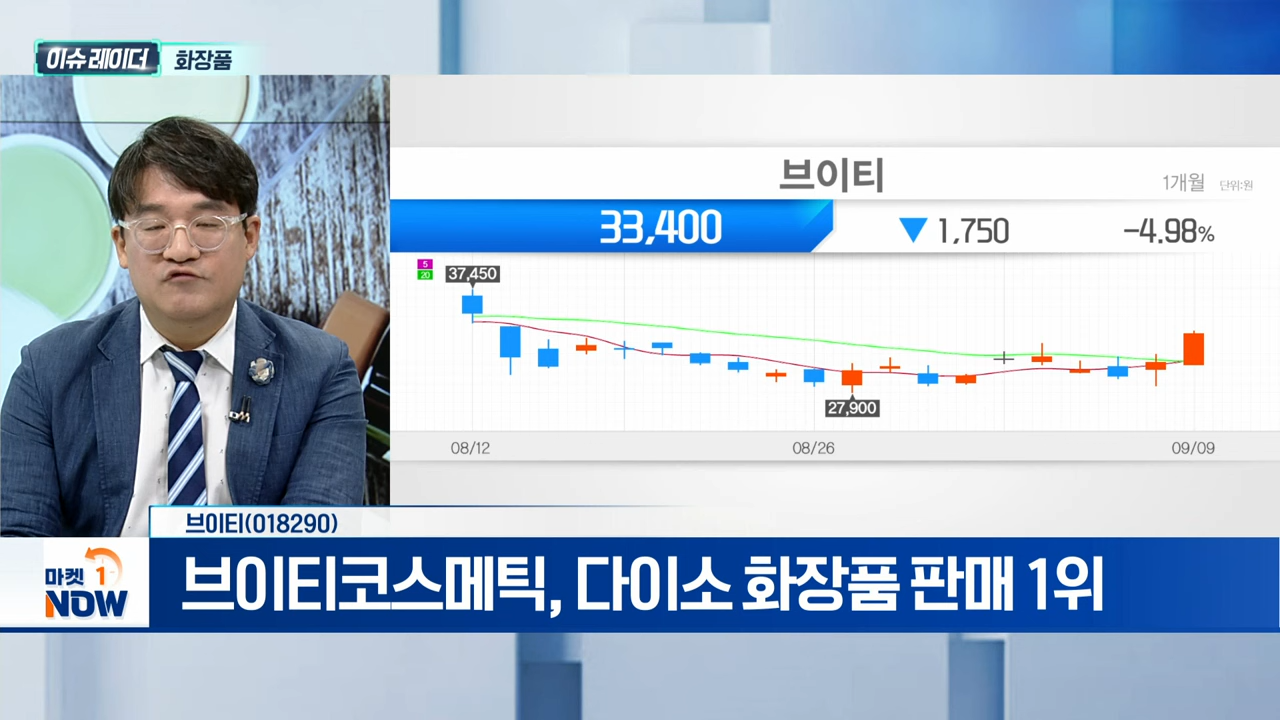 이슈 레이더 화장품
브이티
1개월 단위:원
33,400 ▼ 1,750 -4.98%
5
20
37,450
27,900
08/12 08/26 09/09
브이티(018290)
마켓 1
NOW
브이티코스메틱, 다이소 화장품 판매 1위